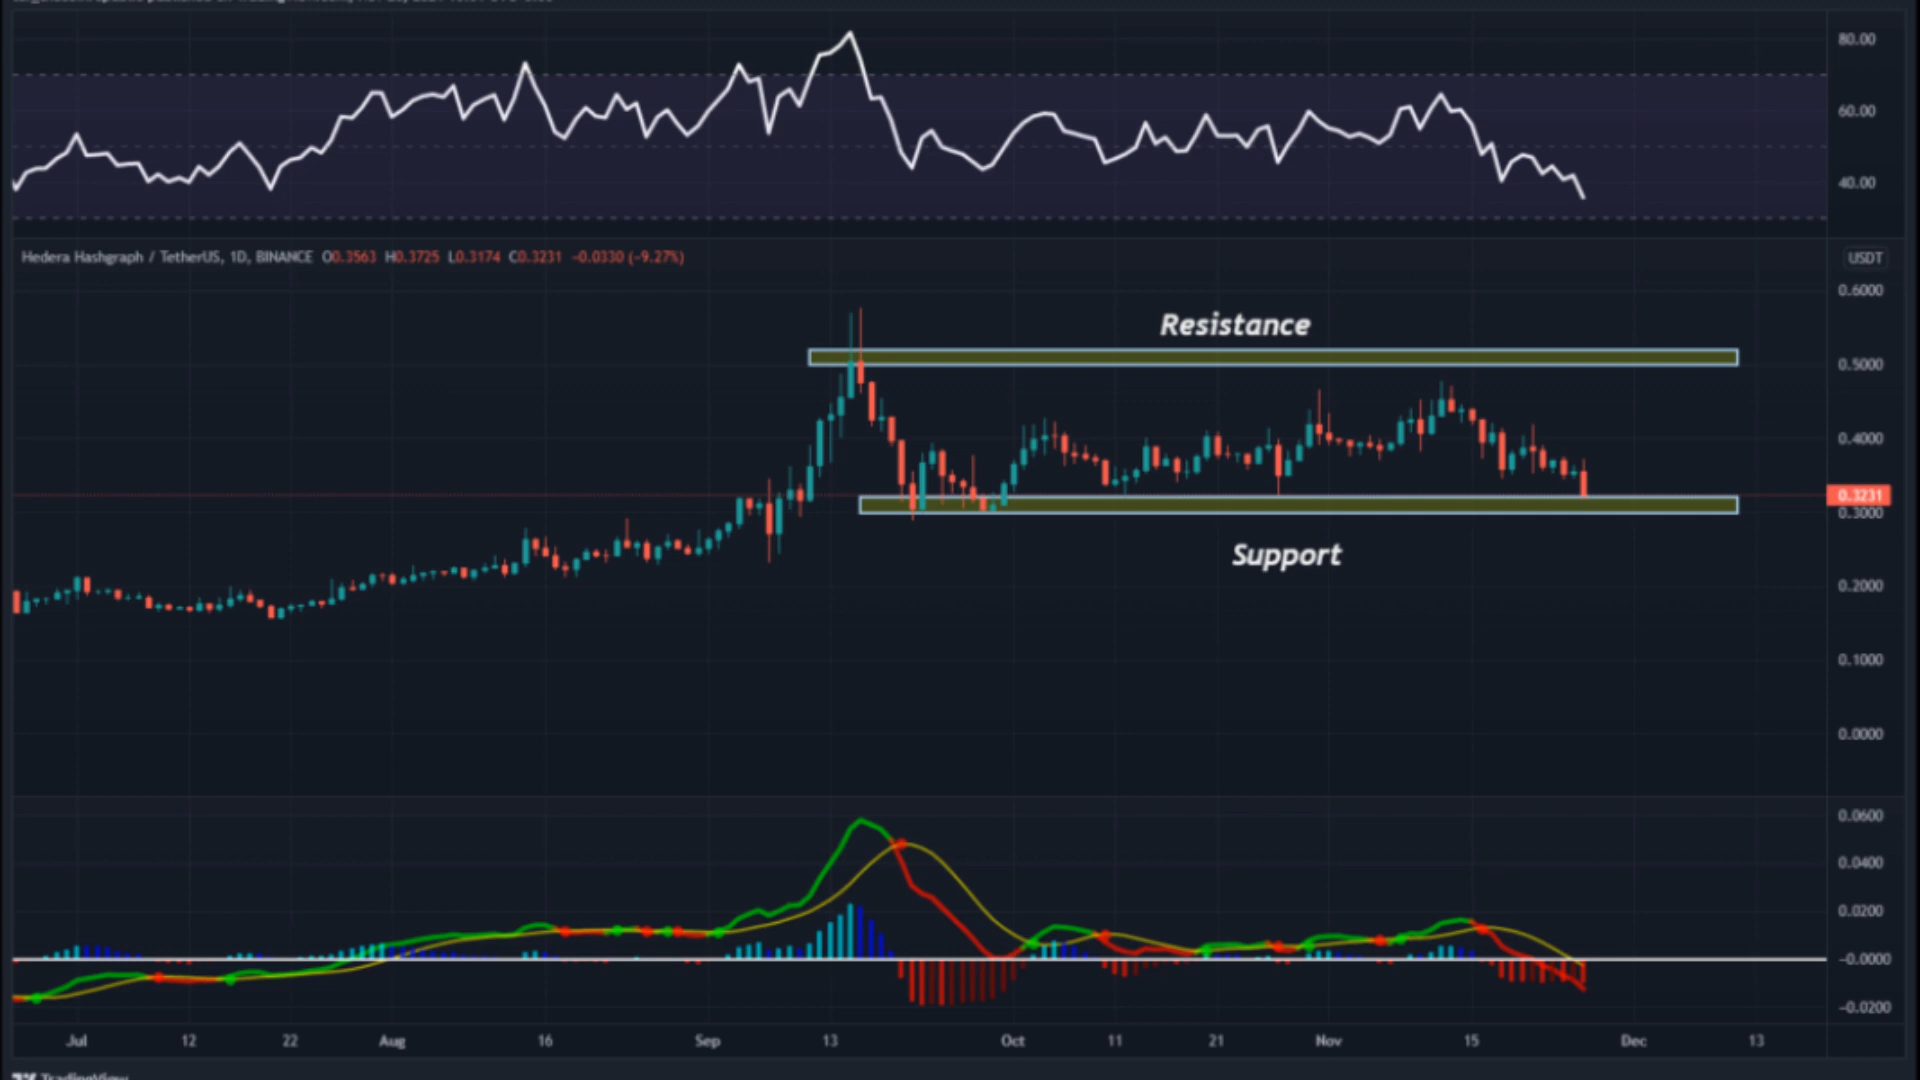 80.00
60.00
40.00
Hedera Hashgraph / TetherUS, 1D, BINANCE O0.3563 H0.3725 L0.3174 C0.3231 −0.0330 (−9.27%)
USDT
0.6000
Resistance
0.5000
0.4000
0.3231
0.3000
Support
0.2000
0.1000
0.0000
0.0600
0.0400
0.0200
−0.0000
−0.0200
Jul 12 22 Aug 16 Sep 13 Oct 11 21 Nov 15 Dec 13
TradingView